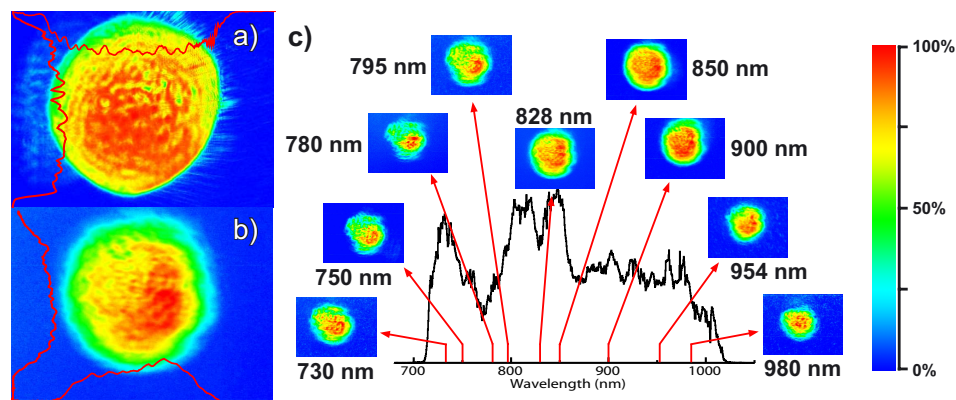 a)
b)
c)
795 nm
850 nm
828 nm
780 nm
900 nm
750 nm
954 nm
730 nm
980 nm
700
800
900
1000
Wavelength (nm)
100%
50%
0%